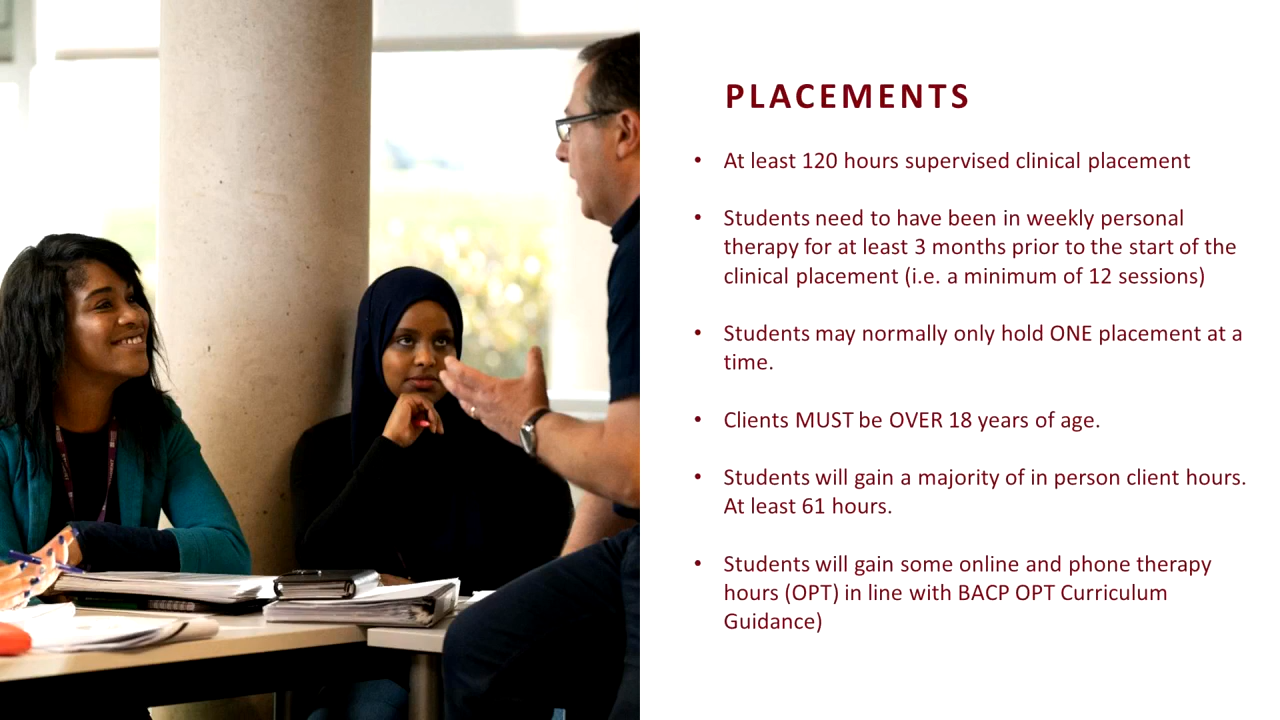 PLACEMENTS
• At least 120 hours supervised clinical placement
• Students need to have been in weekly personal
therapy for at least 3 months prior to the start of the
clinical placement (i.e. a minimum of 12 sessions)
• Students may normally only hold ONE placement at a
time.
• Clients MUST be OVER 18 years of age.
• Students will gain a majority of in person client hours.
At least 61 hours.
• Students will gain some online and phone therapy
hours (OPT) in line with BACP OPT Curriculum
Guidance)